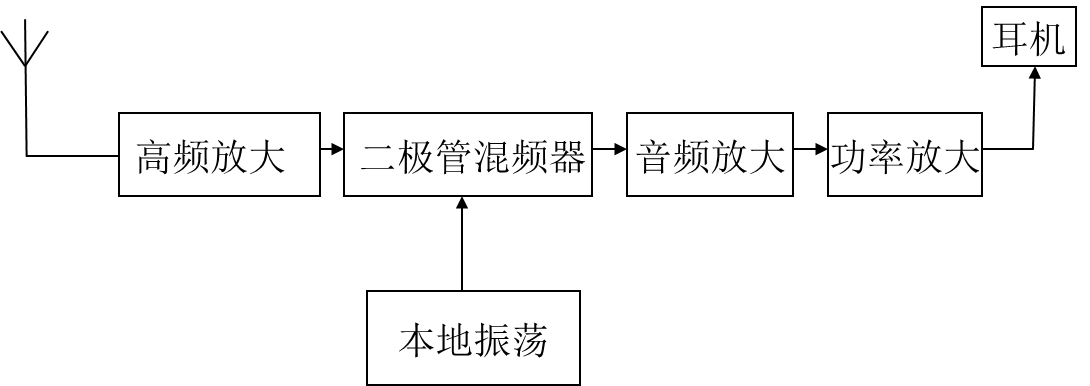 耳机
高频放大
二极管混频器
音频放大
功率放大
本地振荡